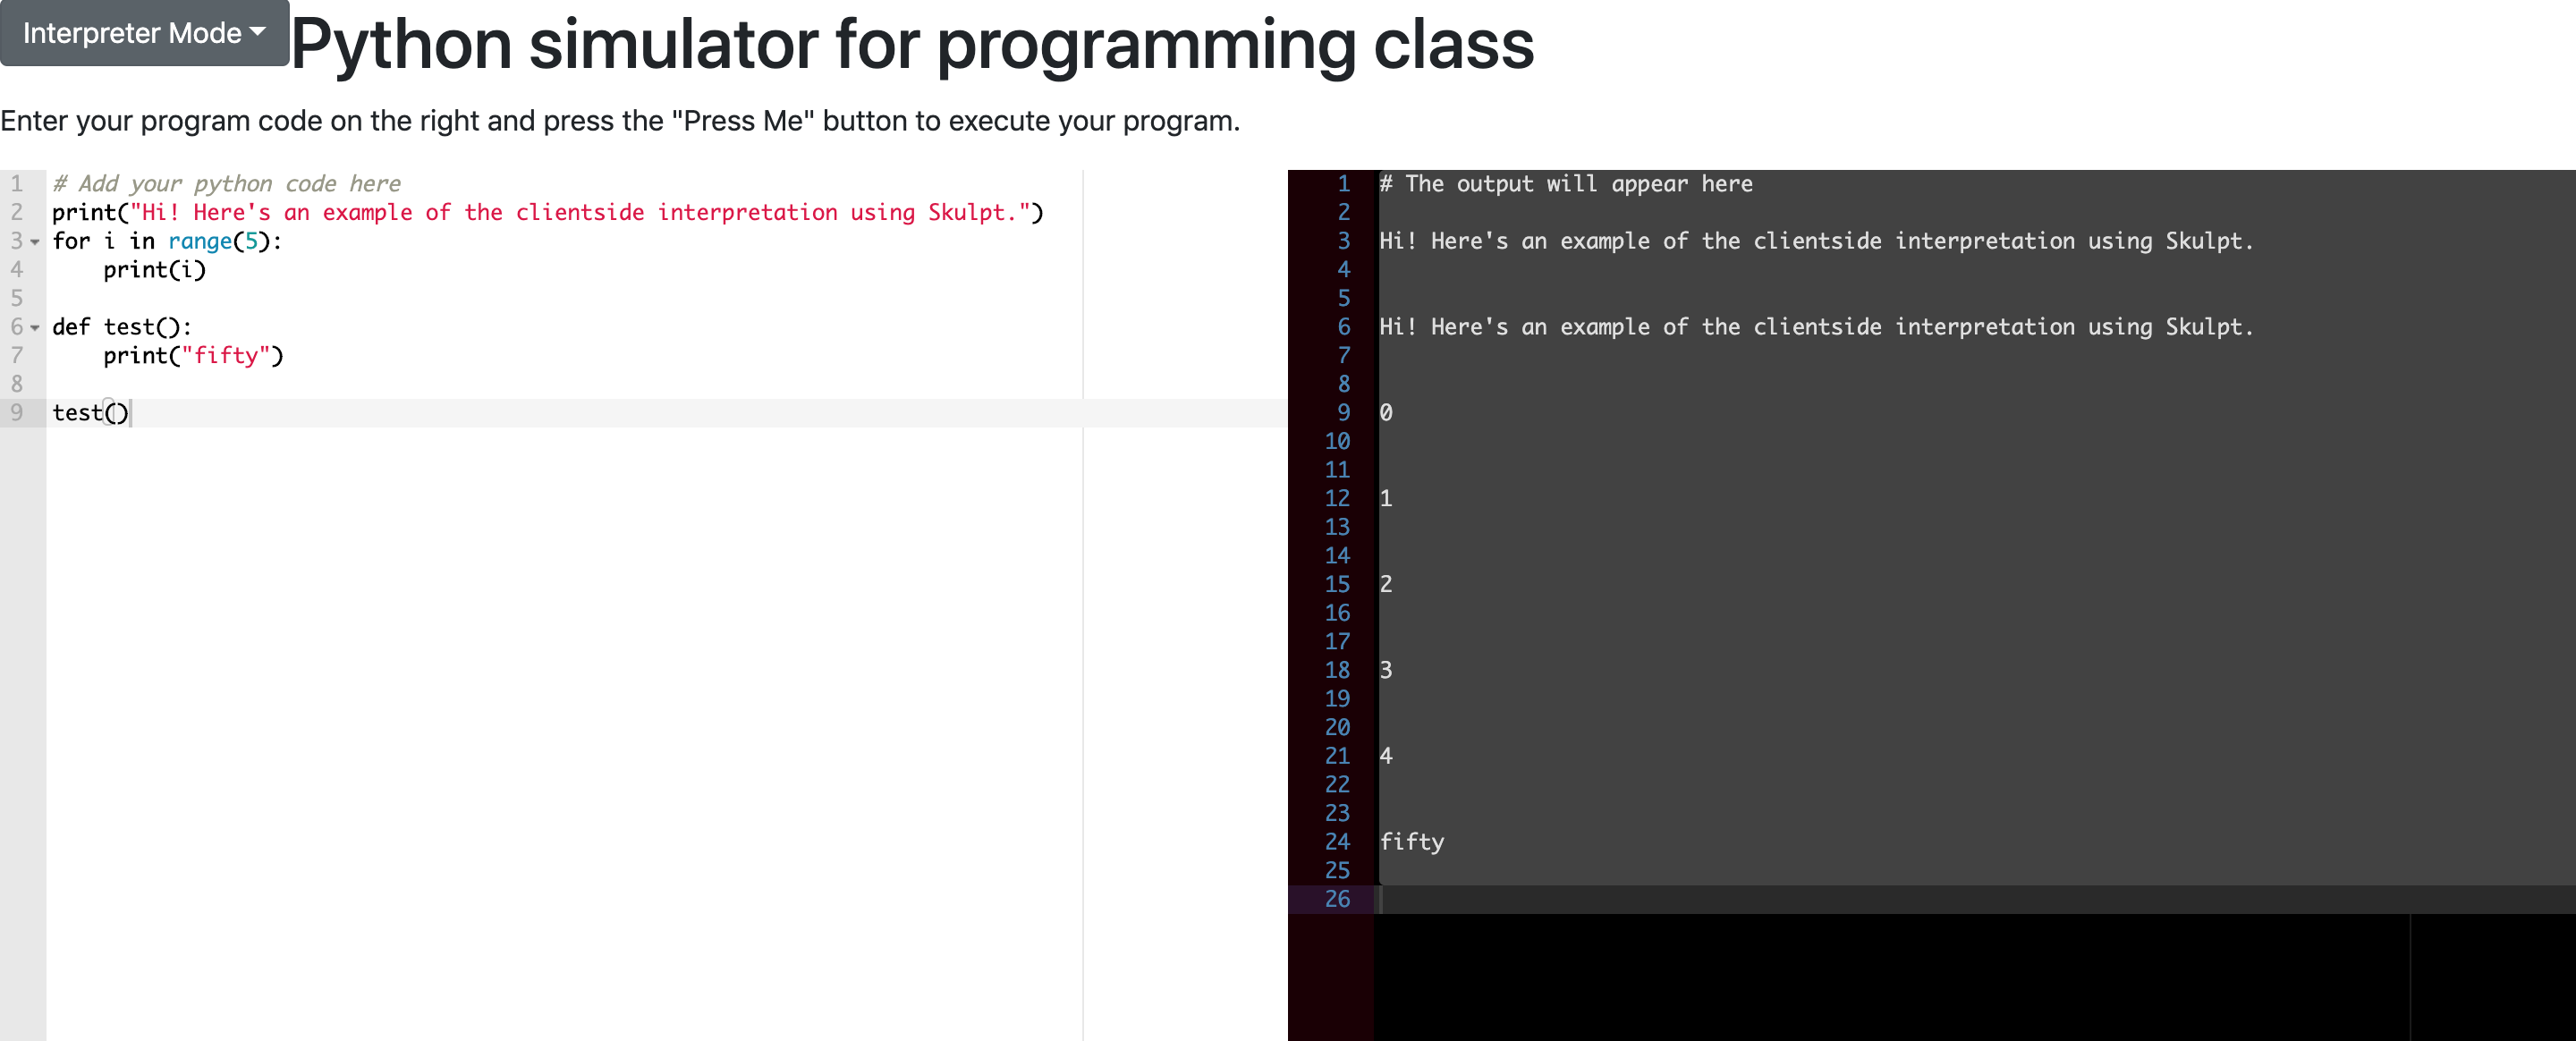 Interpreter Mode
Python simulator for programming class
Enter your program code on the right and press the "Press Me" button to execute your program.
1 # Add your python code here
2 print("Hi! Here's an example of the clientside interpretation using Skulpt.")
3 for i in range(5):
4     print(i)
5
6 def test():
7     print("fifty")
8
9 test()
1 # The output will appear here
2
3 Hi! Here's an example of the clientside interpretation using Skulpt.
4
5
6 Hi! Here's an example of the clientside interpretation using Skulpt.
7
8
9 0
10
11
12 1
13
14
15 2
16
17
18 3
19
20
21 4
22
23
24 fifty
25
26